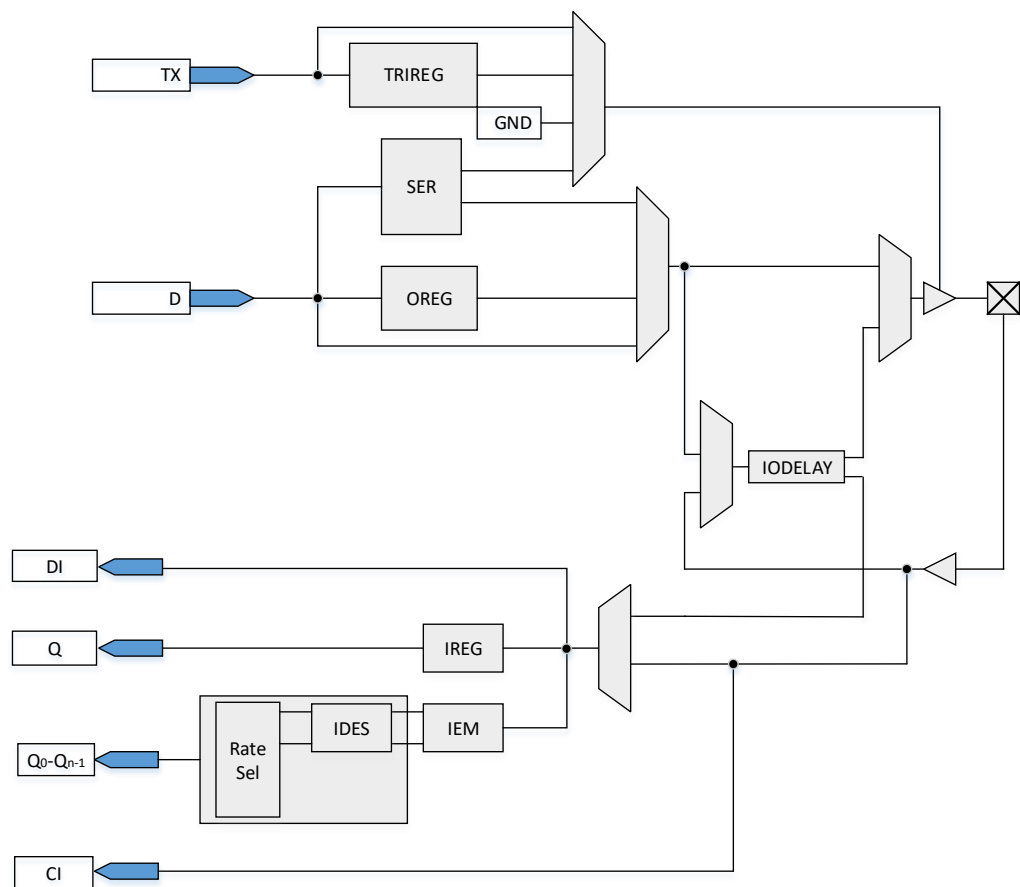 TX
TRIREG
GND
SER
D
OREG
IODELAY
DI
Q
IREG
Rate
Sel
IDES
IEM
Q0-Qn-1
CI